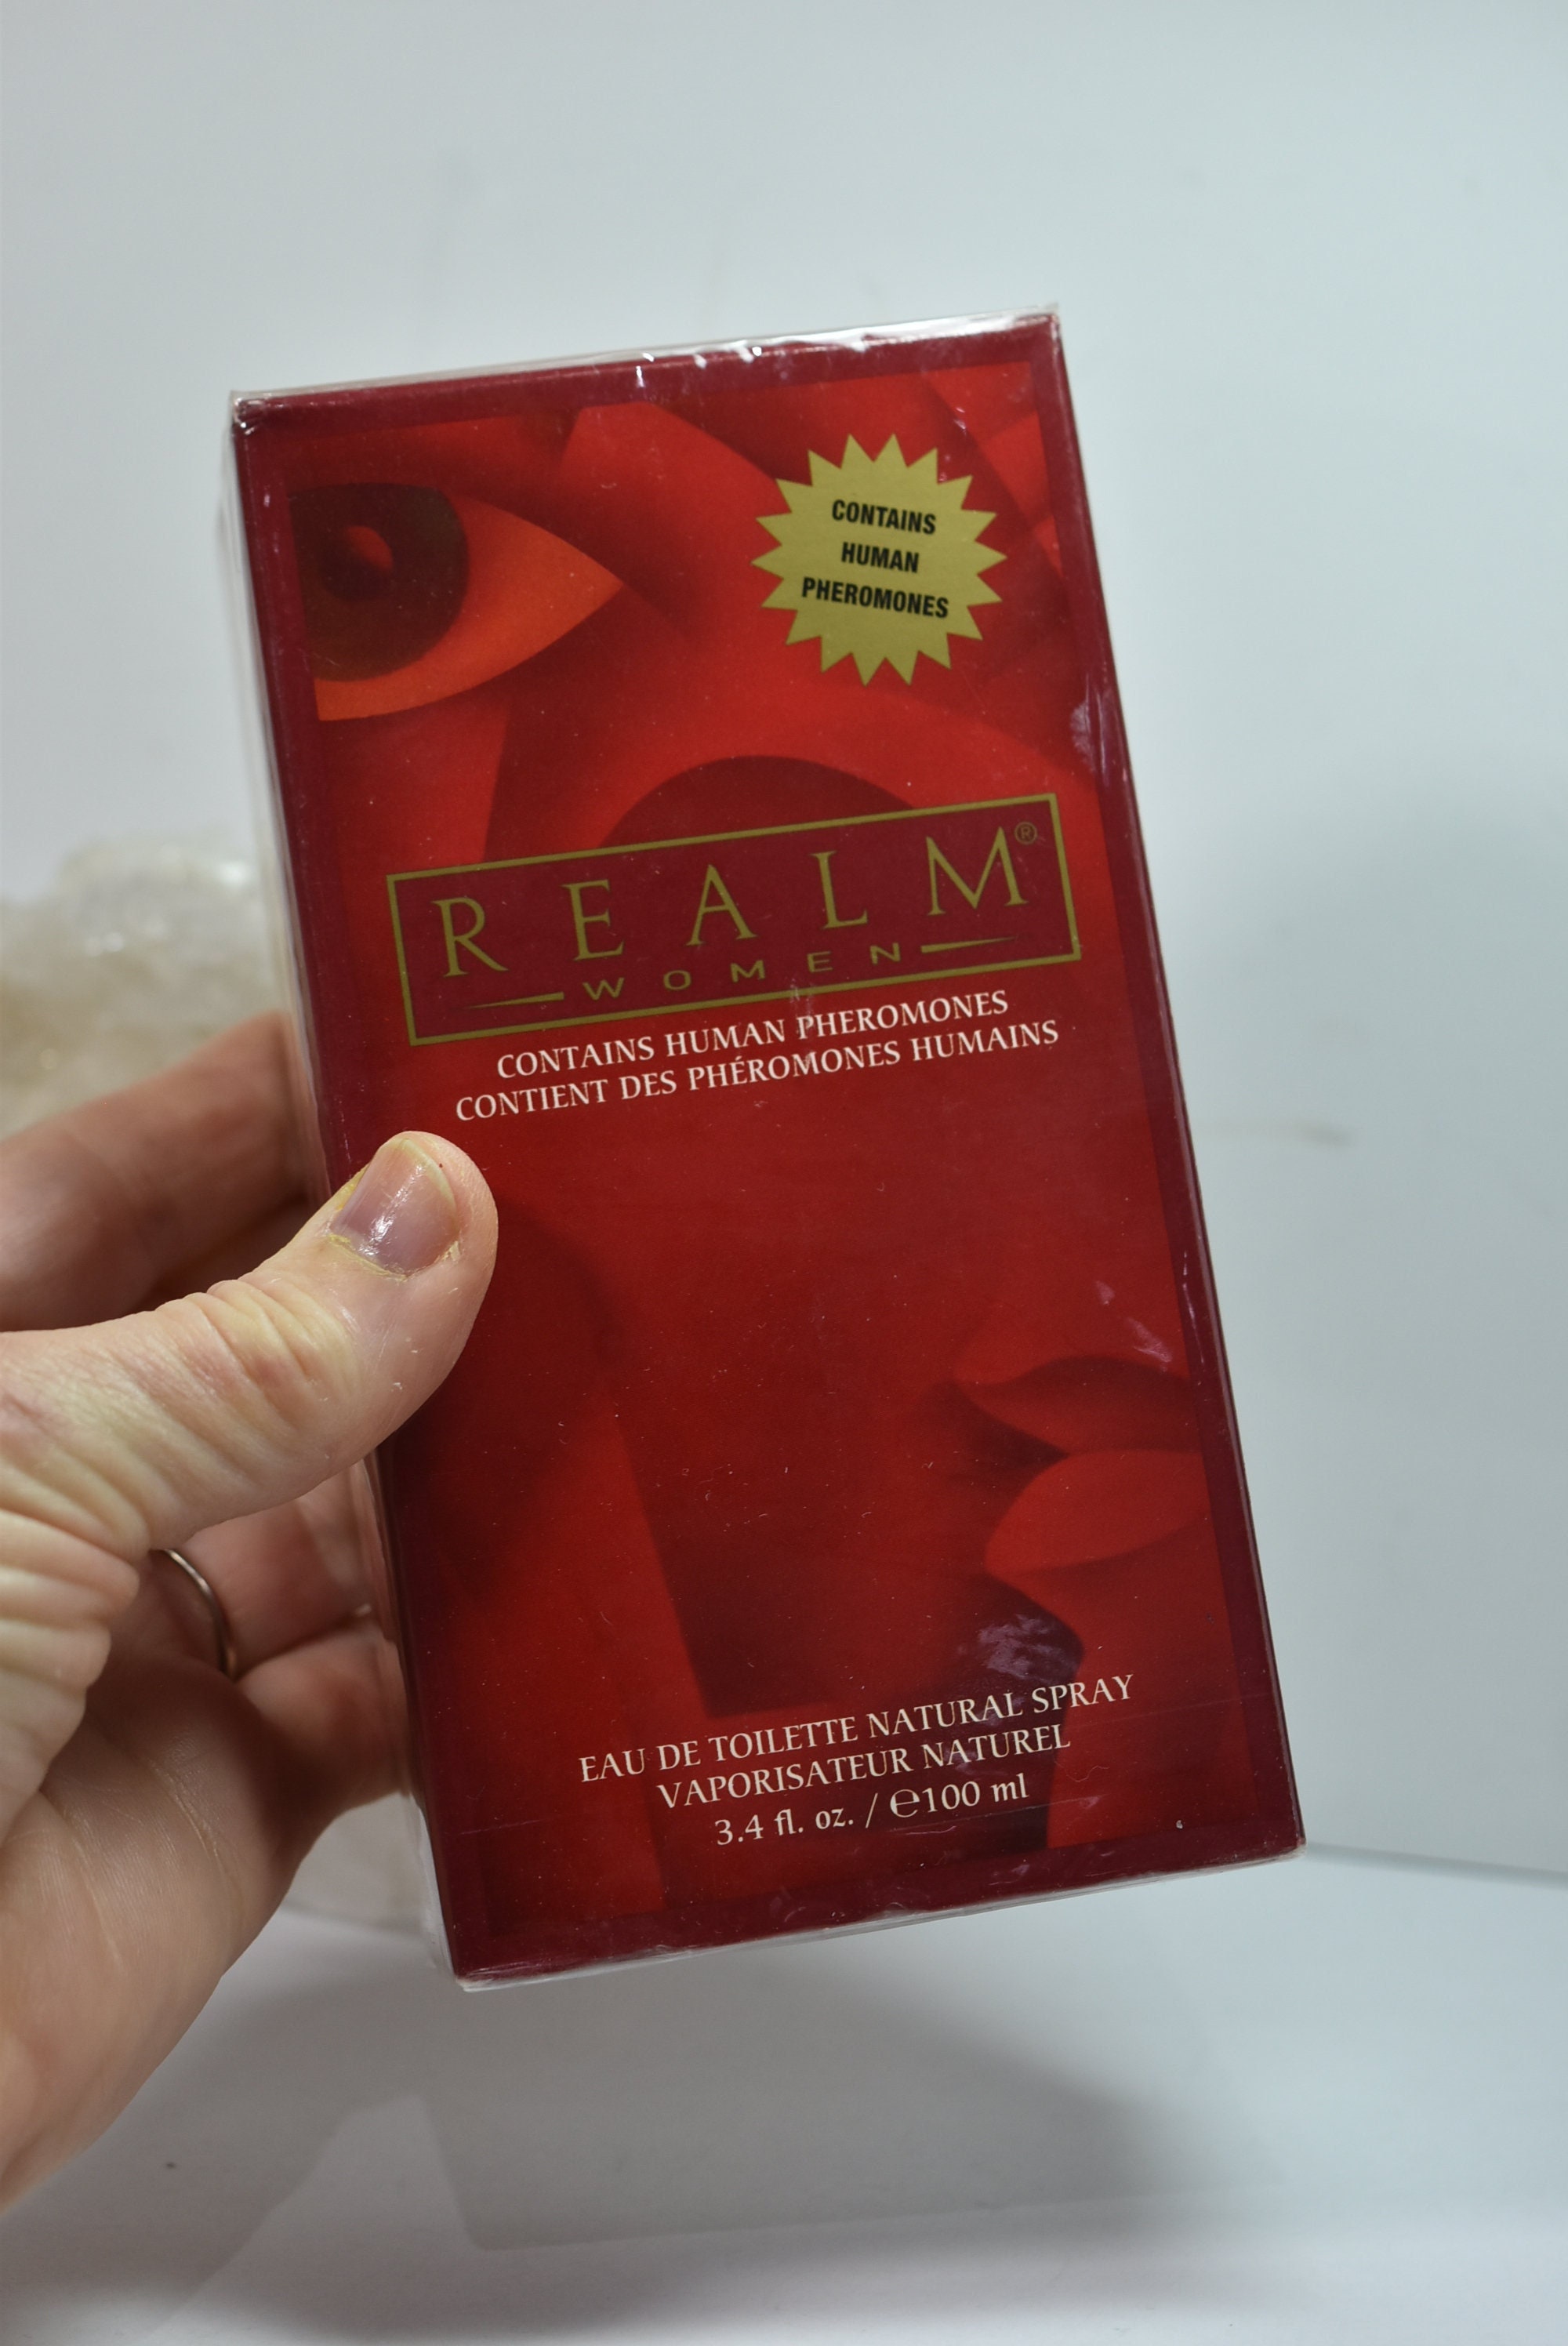 CONTAINS
HUMAN
PHEROMONES
REALM®
WOMEN
CONTAINS HUMAN PHEROMONES
CONTIENT DES PHÉROMONES HUMAINS
EAU DE TOILETTE NATURAL SPRAY
VAPORISATEUR NATUREL
3.4 fl. oz. / ℮100 ml